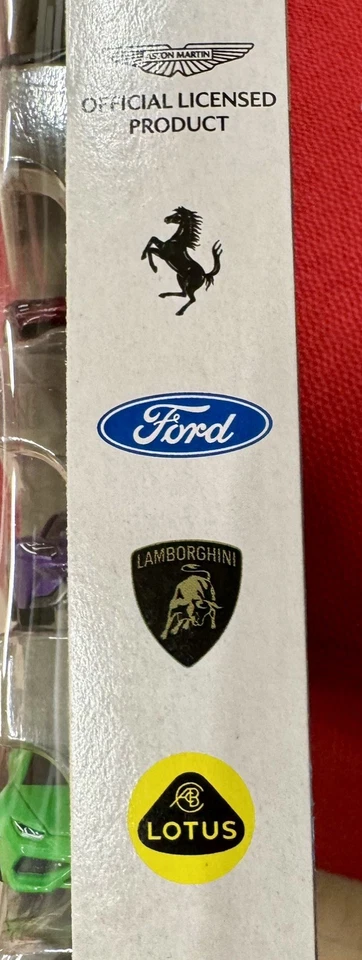 ASTON MARTIN
OFFICIAL LICENSED
PRODUCT
Ford
LAMBORGHINI
LOTUS